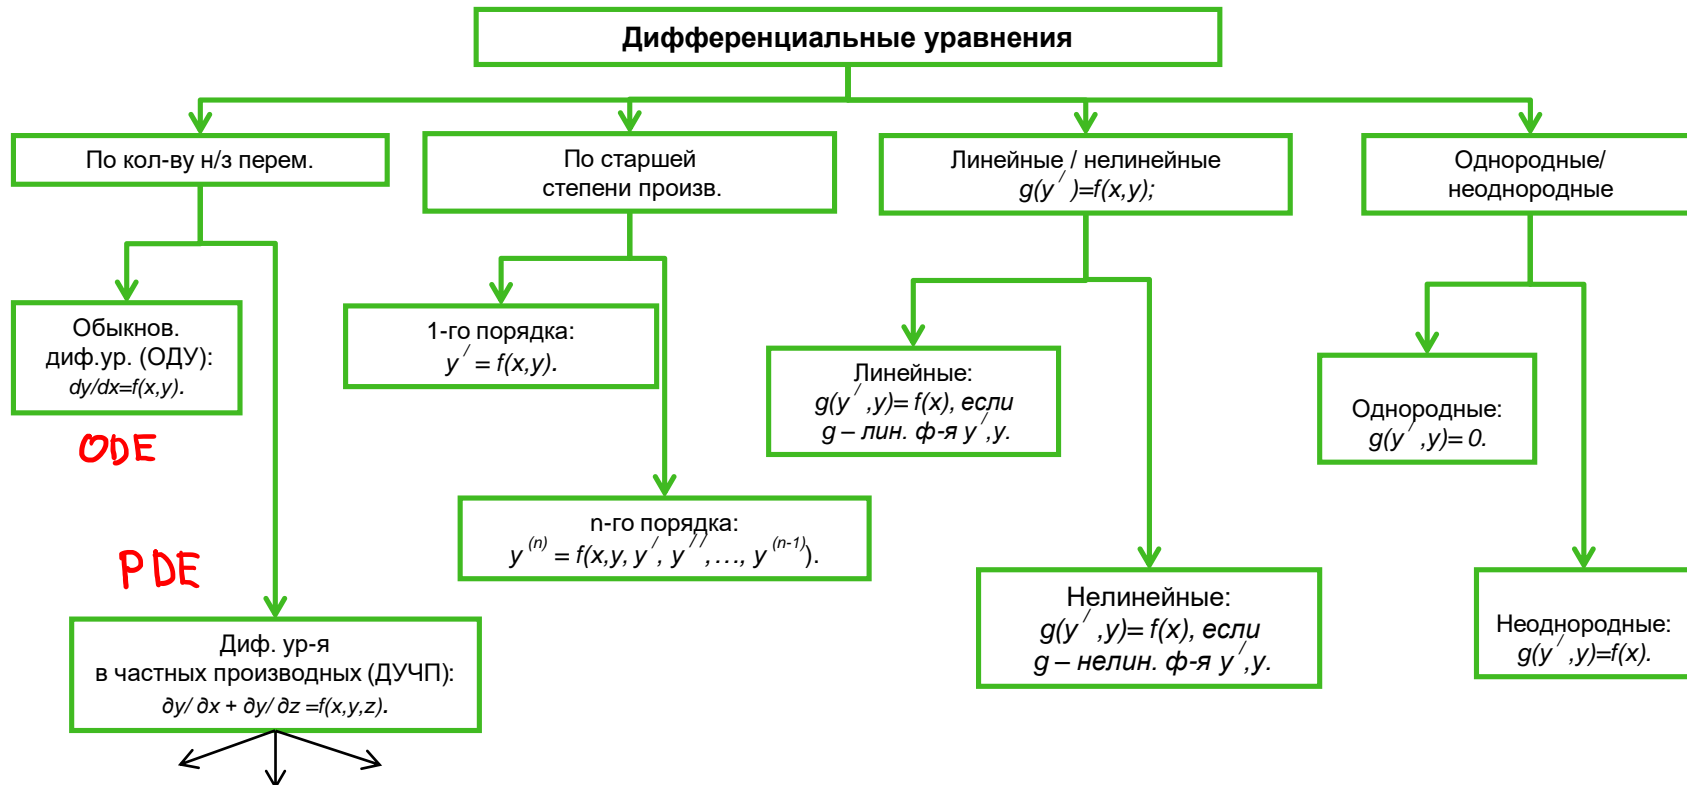 Дифференциальные уравнения
По кол-ву н/з перем.
По старшей
степени произв.
Линейные / нелинейные
g(y ′ )=f(x,y);
Однородные/
неоднородные
Обыкнов.
диф.ур. (ОДУ):
dy/dx=f(x,y).
ODE
1-го порядка:
y ′ = f(x,y).
Линейные:
g(y ′ ,y)= f(x), если
g – лин. ф-я y ′,y.
Однородные:
g(y ′ ,y)= 0.
n-го порядка:
y (n) = f(x,y, y ′, y ′′,…, y (n-1)).
PDE
Диф. ур-я
в частных производных (ДУЧП):
∂y/ ∂x + ∂y/ ∂z =f(x,y,z).
Нелинейные:
g(y ′ ,y)= f(x), если
g – нелин. ф-я y ′,y.
Неоднородные:
g(y ′ ,y)=f(x).